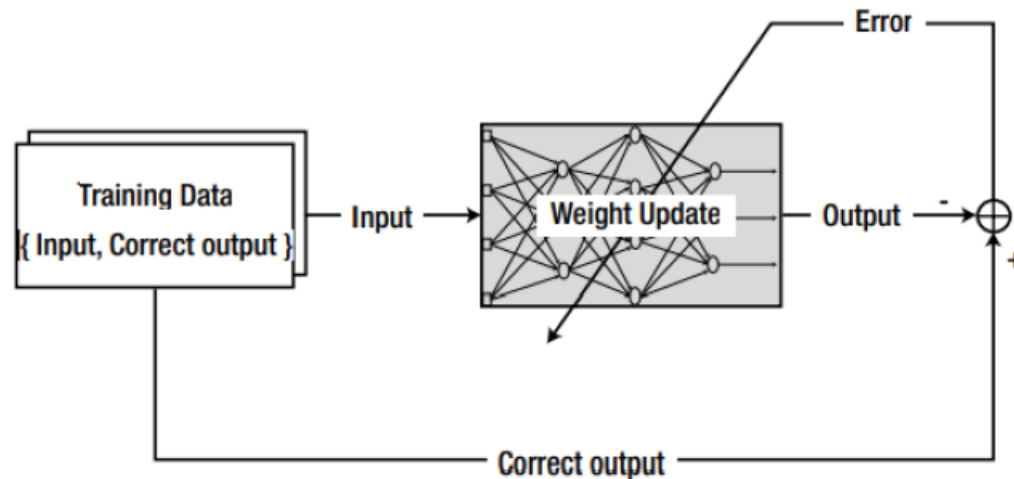 Error
Training Data
{ Input, Correct output }
Input
Weight Update
Output
-
+
Correct output